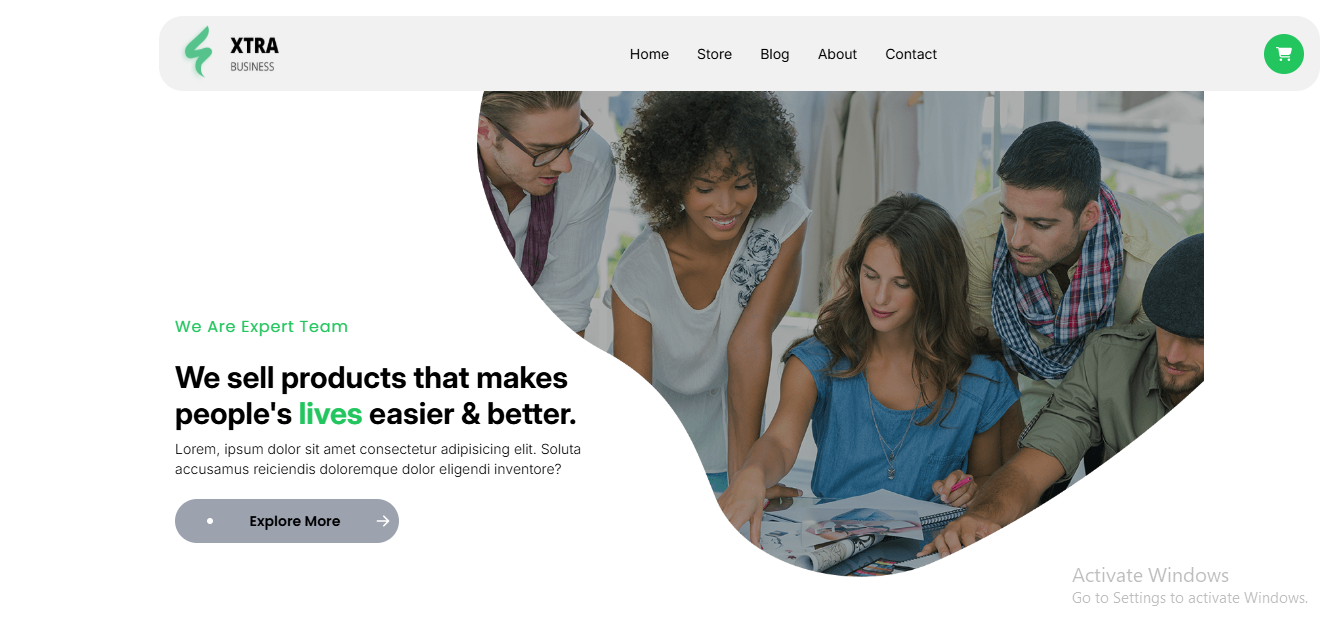 XTRA
BUSINESS
Home Store Blog About Contact
We Are Expert Team
We sell products that makes
people's lives easier & better.
Lorem, ipsum dolor sit amet consectetur adipisicing elit. Soluta
accusamus reiciendis doloremque dolor eligendi inventore?
Explore More
Activate Windows
Go to Settings to activate Windows.